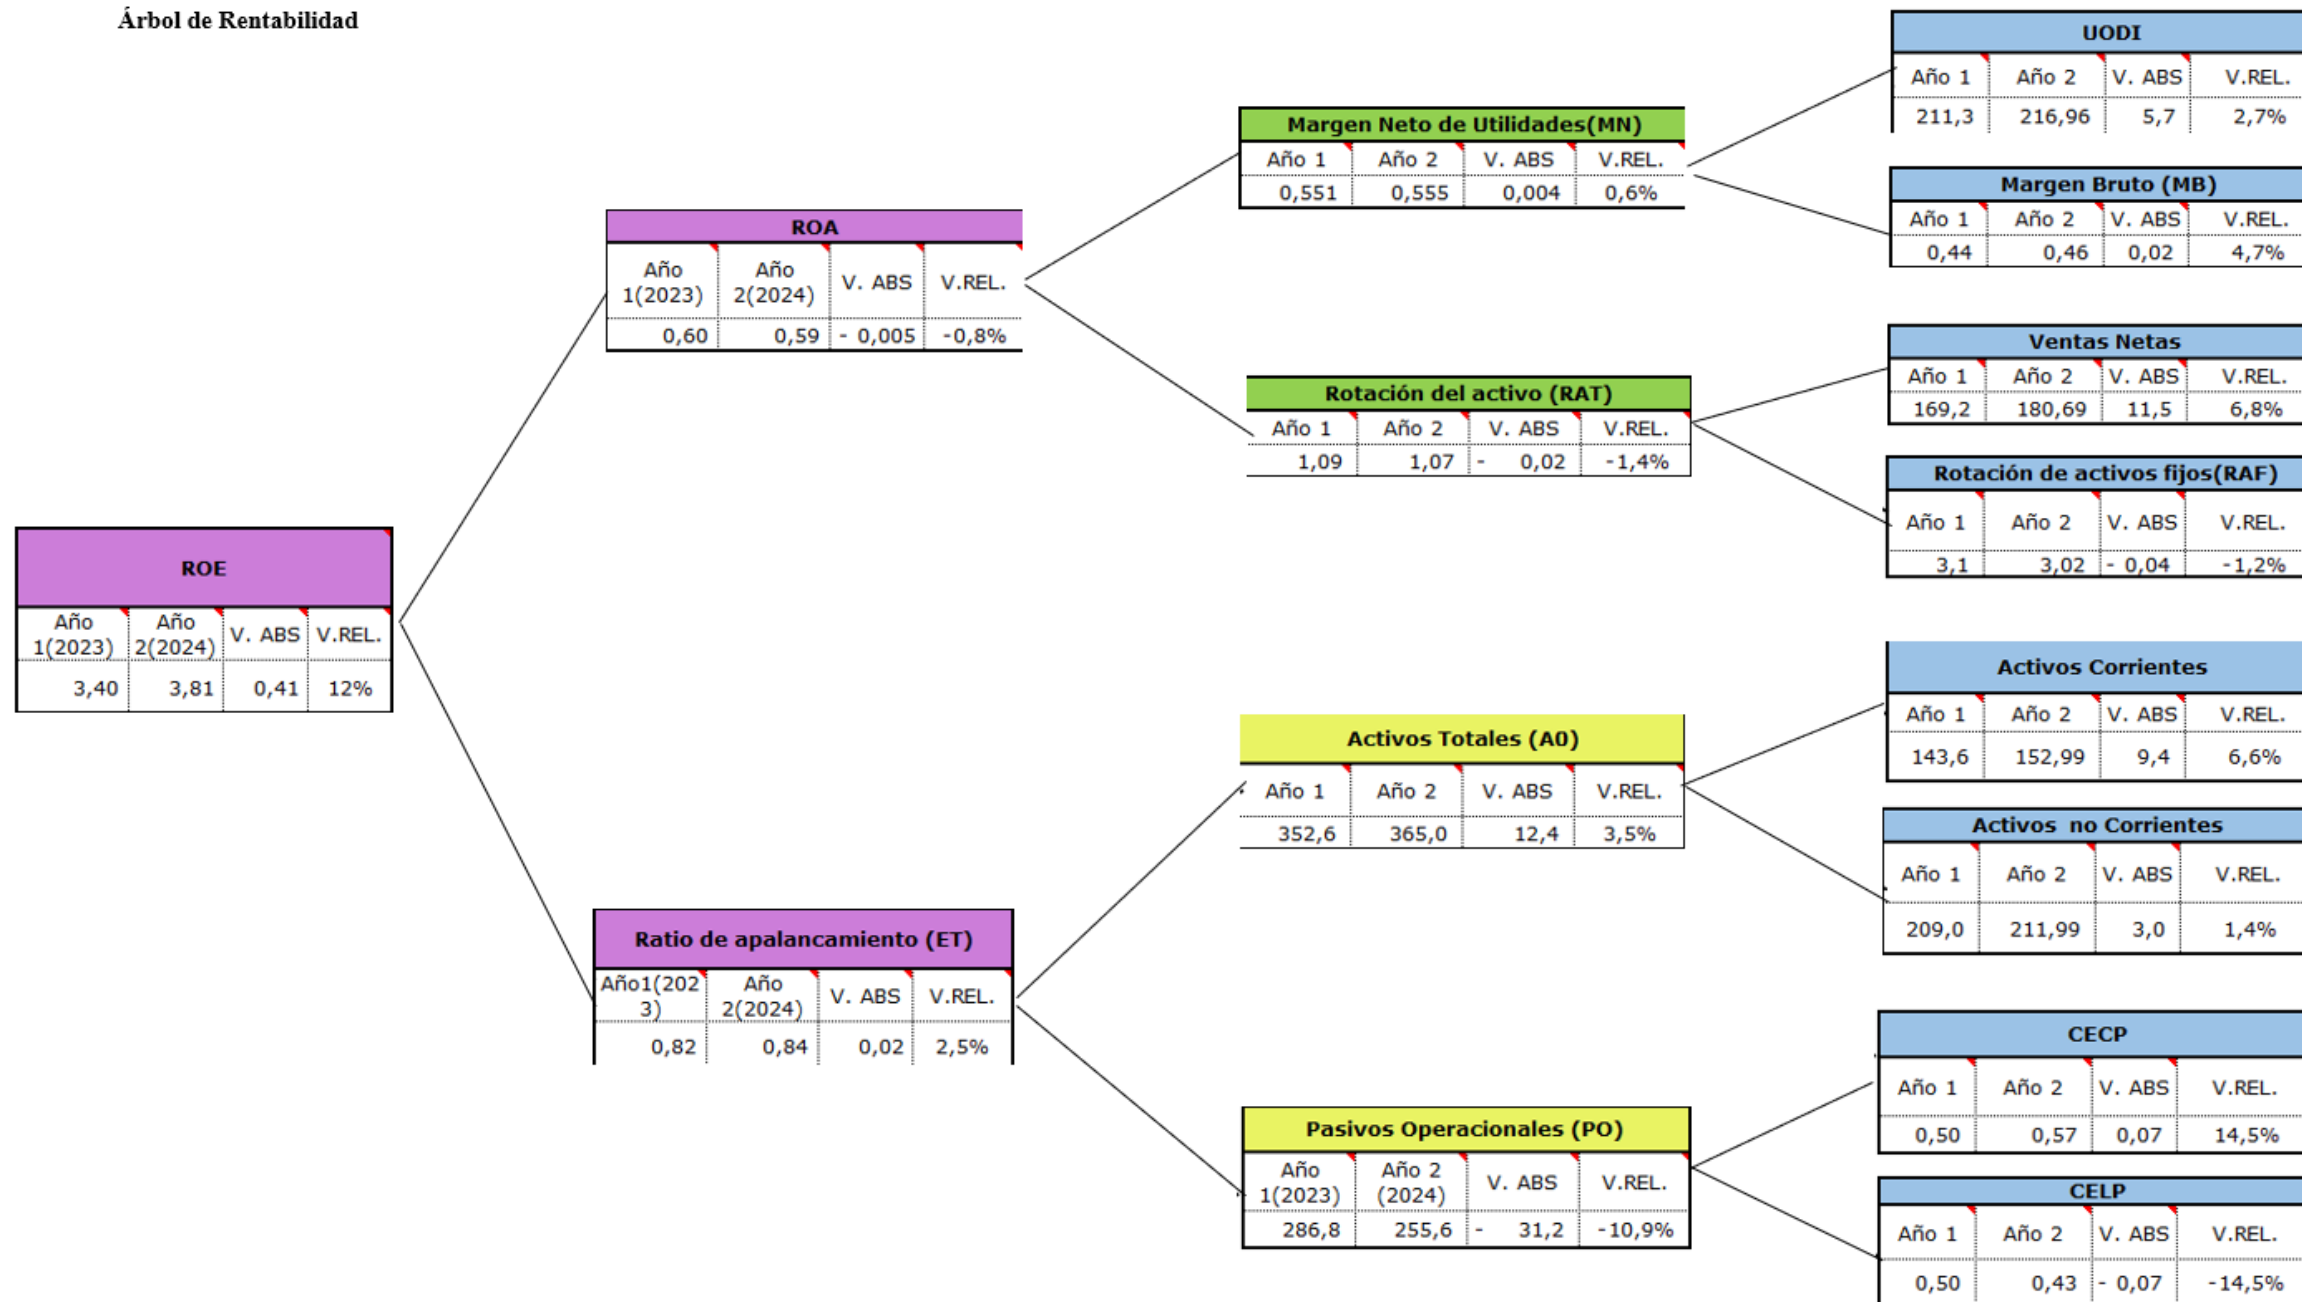 Árbol de Rentabilidad
ROE
Año 1(2023) Año 2(2024) V. ABS V.REL.
3,40 3,81 0,41 12%
ROA
Año 1(2023) Año 2(2024) V. ABS V.REL.
0,60 0,59 - 0,005 -0,8%
Ratio de apalancamiento (ET)
Año1(2023) Año 2(2024) V. ABS V.REL.
0,82 0,84 0,02 2,5%
Margen Neto de Utilidades(MN)
Año 1 Año 2 V. ABS V.REL.
0,551 0,555 0,004 0,6%
Rotación del activo (RAT)
Año 1 Año 2 V. ABS V.REL.
1,09 1,07 - 0,02 -1,4%
Activos Totales (A0)
Año 1 Año 2 V. ABS V.REL.
352,6 365,0 12,4 3,5%
Pasivos Operacionales (PO)
Año 1(2023) Año 2 (2024) V. ABS V.REL.
286,8 255,6 - 31,2 -10,9%
UODI
Año 1 Año 2 V. ABS V.REL.
211,3 216,96 5,7 2,7%
Margen Bruto (MB)
Año 1 Año 2 V. ABS V.REL.
0,44 0,46 0,02 4,7%
Ventas Netas
Año 1 Año 2 V. ABS V.REL.
169,2 180,69 11,5 6,8%
Rotación de activos fijos(RAF)
Año 1 Año 2 V. ABS V.REL.
3,1 3,02 - 0,04 -1,2%
Activos Corrientes
Año 1 Año 2 V. ABS V.REL.
143,6 152,99 9,4 6,6%
Activos no Corrientes
Año 1 Año 2 V. ABS V.REL.
209,0 211,99 3,0 1,4%
CECP
Año 1 Año 2 V. ABS V.REL.
0,50 0,57 0,07 14,5%
CELP
Año 1 Año 2 V. ABS V.REL.
0,50 0,43 - 0,07 -14,5%